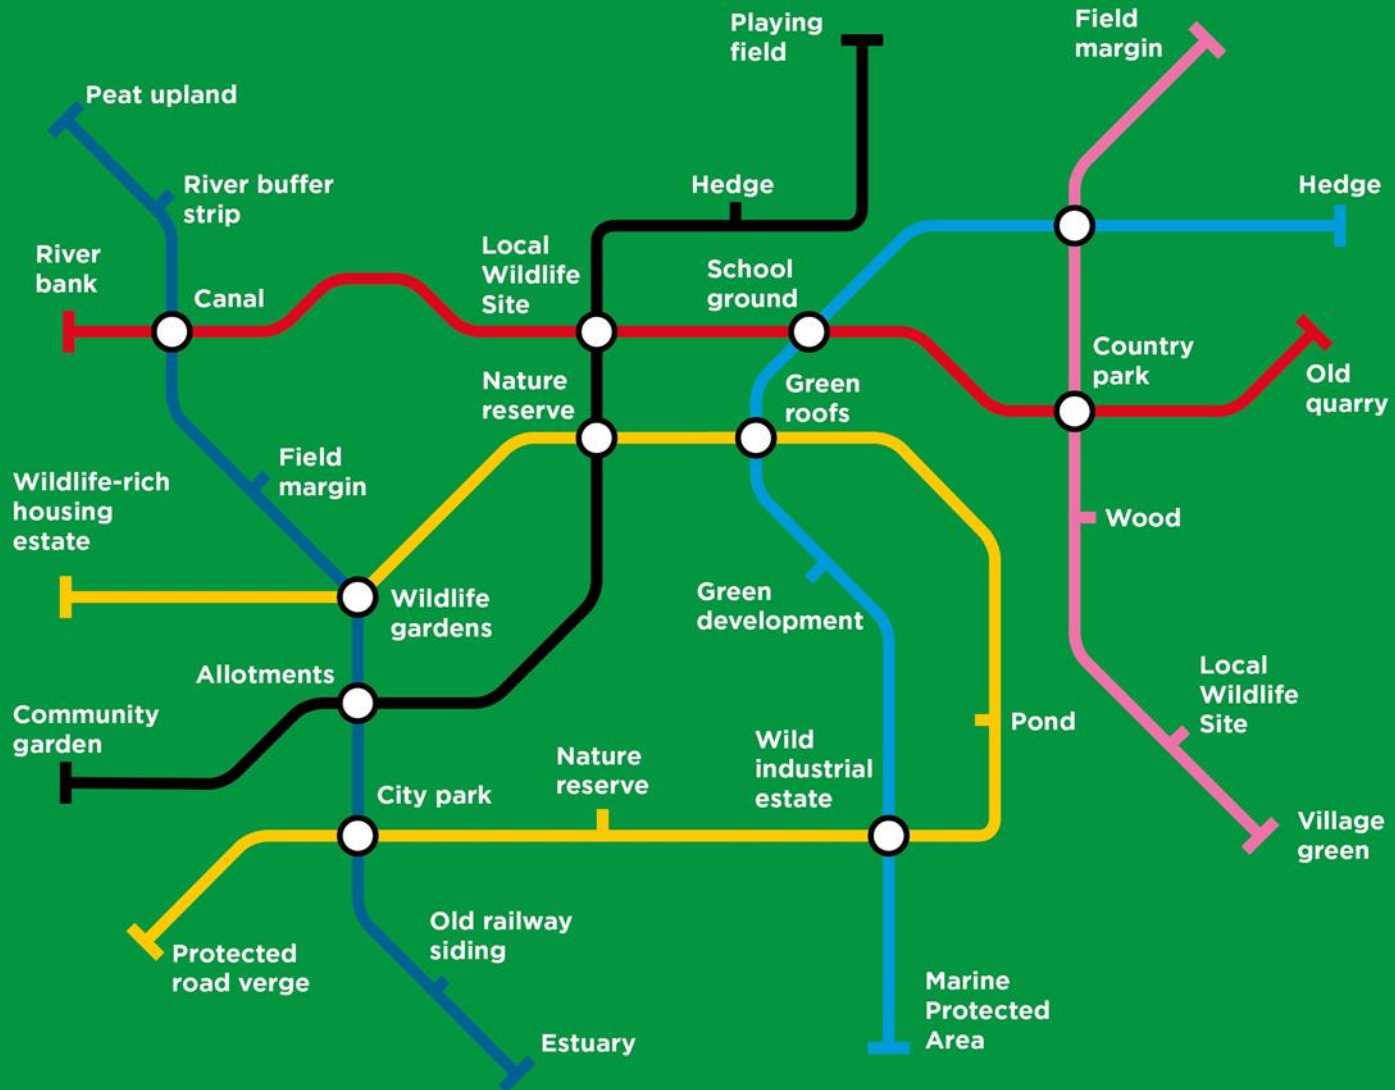 Playing
field
Field
margin
Peat upland
River buffer
strip
Hedge
Hedge
River
bank
Canal
Local
Wildlife
Site
School
ground
Nature
reserve
Green
roofs
Country
park
Old
quarry
Field
margin
Wildlife-rich
housing
estate
Wood
Wildlife
gardens
Green
development
Allotments
Local
Wildlife
Site
Community
garden
Pond
Nature
reserve
Wild
industrial
estate
City park
Village
green
Old railway
siding
Protected
road verge
Marine
Protected
Area
Estuary